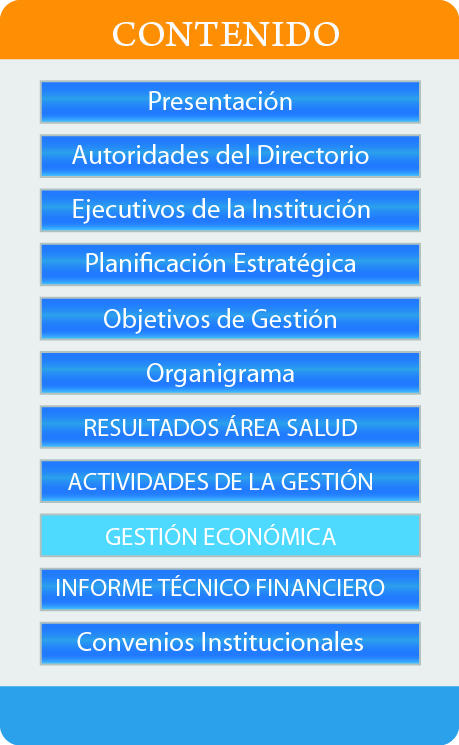 CONTENIDO
Presentación
Autoridades del Directorio
Ejecutivos de la Institución
Planificación Estratégica
Objetivos de Gestión
Organigrama
RESULTADOS ÁREA SALUD
ACTIVIDADES DE LA GESTIÓN
GESTIÓN ECONÓMICA
INFORME TÉCNICO FINANCIERO
Convenios Institucionales